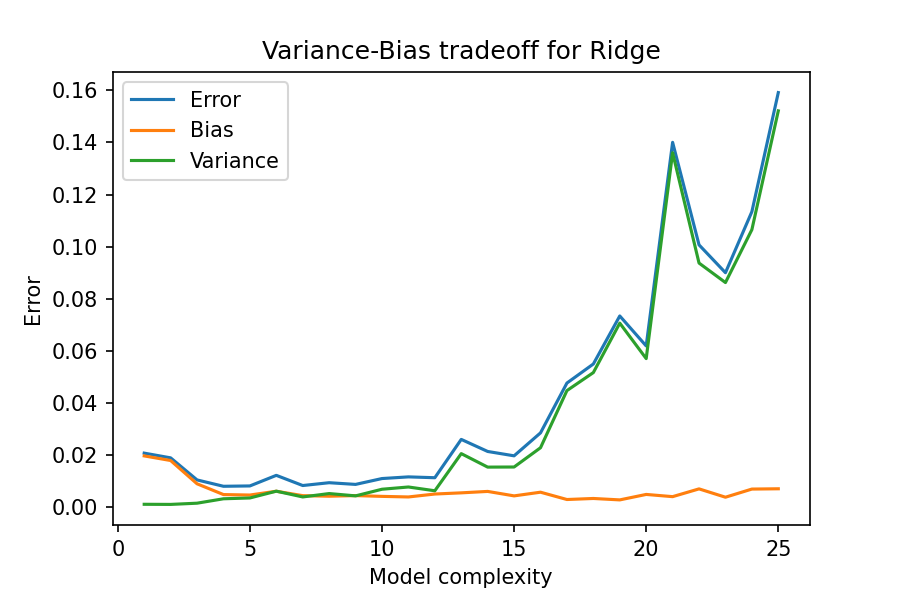 Variance-Bias tradeoff for Ridge
Error
Bias
Variance
0.16
0.14
0.12
0.10
0.08
0.06
0.04
0.02
0.00
Error
0 5 10 15 20 25
Model complexity